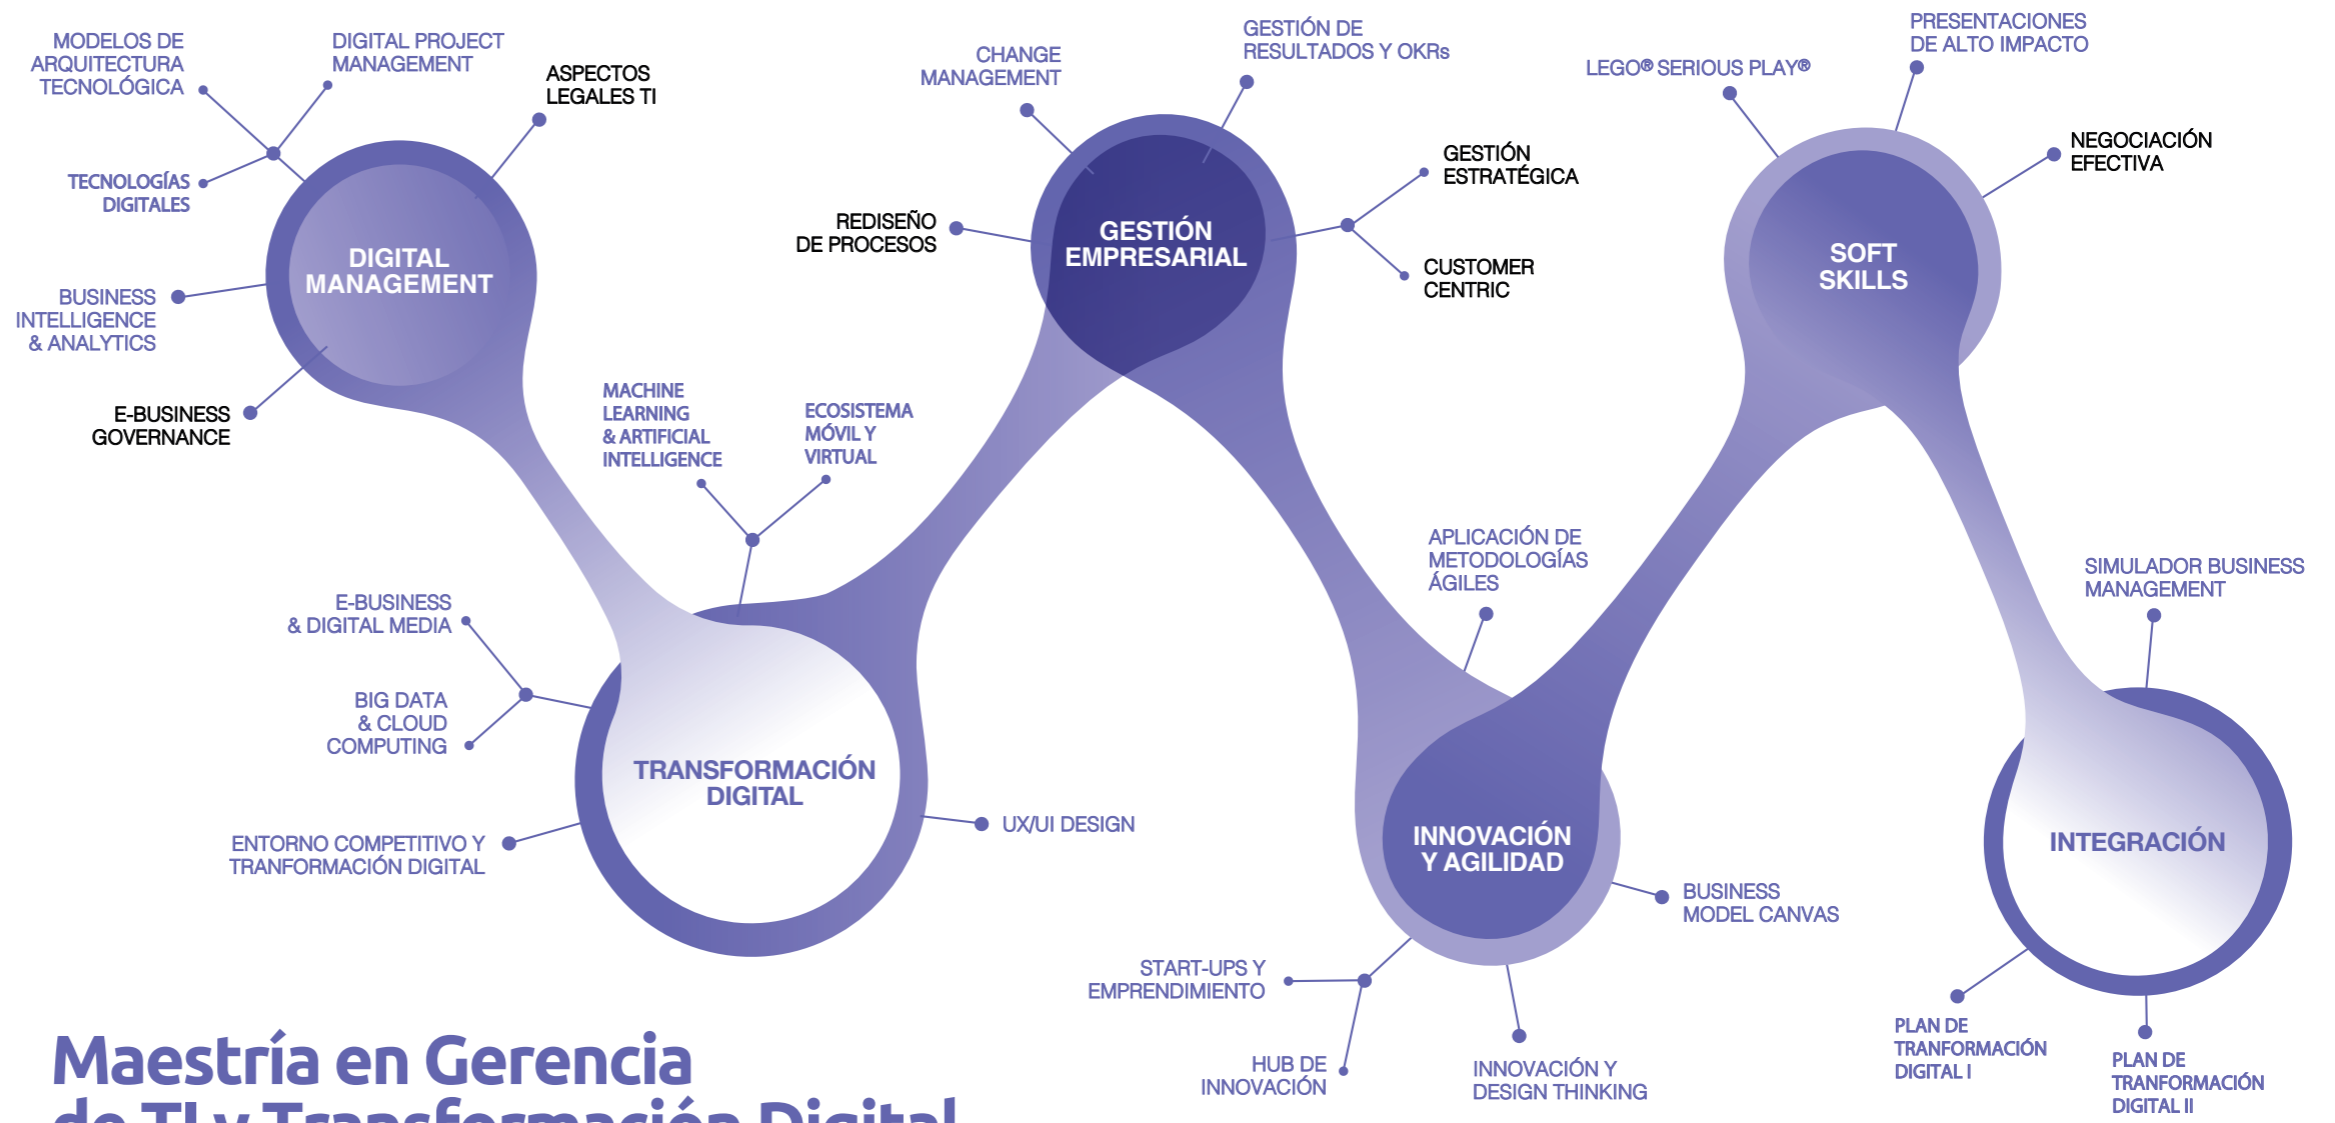 MODELOS DE
ARQUITECTURA
TECNOLÓGICA
DIGITAL PROJECT
MANAGEMENT
ASPECTOS
LEGALES TI
TECNOLOGÍAS
DIGITALES
DIGITAL
MANAGEMENT
BUSINESS
INTELLIGENCE
& ANALYTICS
E-BUSINESS
GOVERNANCE
MACHINE
LEARNING
& ARTIFICIAL
INTELLIGENCE
ECOSISTEMA
MÓVIL Y
VIRTUAL
E-BUSINESS
& DIGITAL MEDIA
BIG DATA
& CLOUD
COMPUTING
TRANSFORMACIÓN
DIGITAL
ENTORNO COMPETITIVO Y
TRANFORMACIÓN DIGITAL
UX/UI DESIGN
CHANGE
MANAGEMENT
GESTIÓN DE
RESULTADOS Y OKRs
REDISEÑO
DE PROCESOS
GESTIÓN
EMPRESARIAL
GESTIÓN
ESTRATÉGICA
CUSTOMER
CENTRIC
APLICACIÓN DE
METODOLOGÍAS
ÁGILES
INNOVACIÓN
Y AGILIDAD
BUSINESS
MODEL CANVAS
START-UPS Y
EMPRENDIMIENTO
HUB DE
INNOVACIÓN
INNOVACIÓN Y
DESIGN THINKING
LEGO® SERIOUS PLAY®
PRESENTACIONES
DE ALTO IMPACTO
NEGOCIACIÓN
EFECTIVA
SOFT
SKILLS
SIMULADOR BUSINESS
MANAGEMENT
INTEGRACIÓN
PLAN DE
TRANFORMACIÓN
DIGITAL I
PLAN DE
TRANFORMACIÓN
DIGITAL II
Maestría en Gerencia
de TI y Transformación Digital